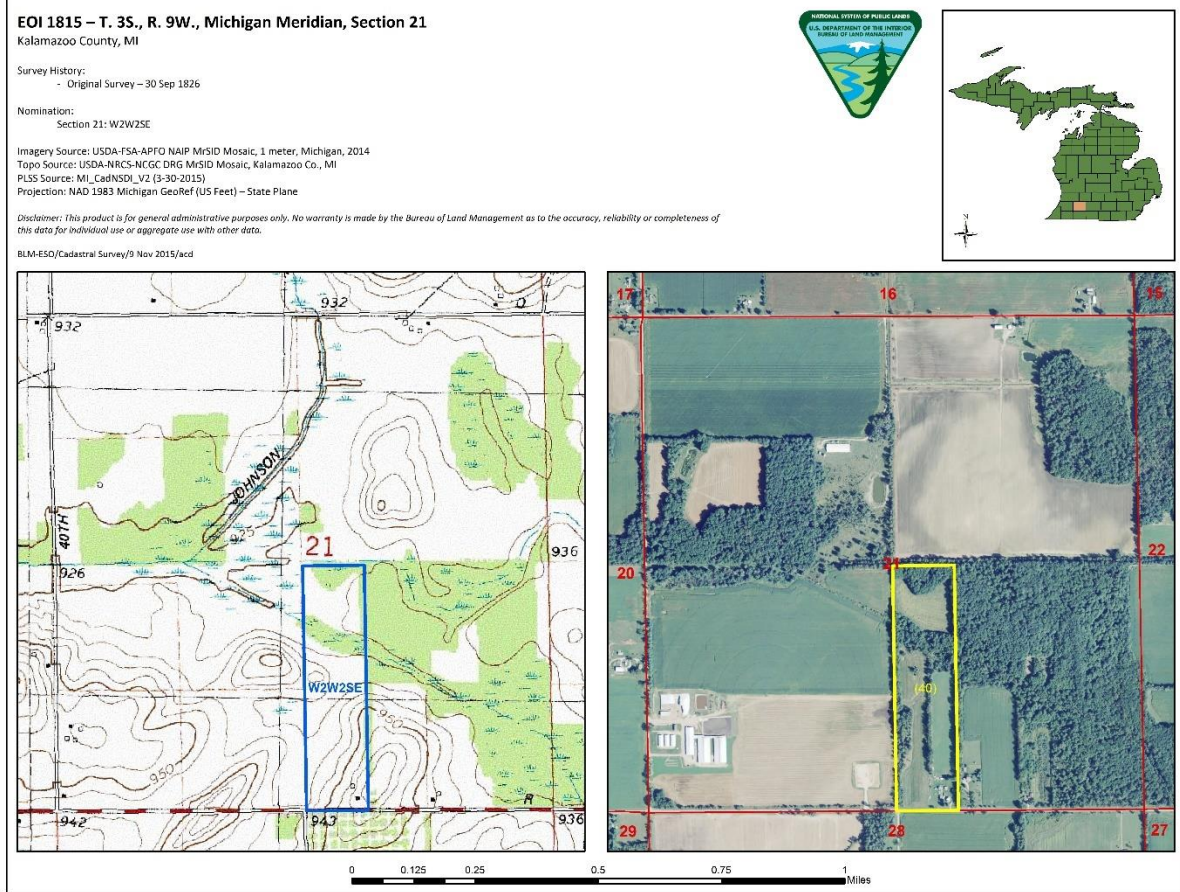 EOI 1815 – T. 3S., R. 9W., Michigan Meridian, Section 21
Kalamazoo County, MI
Survey History:
- Original Survey – 30 Sep 1826
Nomination:
Section 21: W2W2SE
Imagery Source: USDA-FSA-APFO NAIP MrSID Mosaic, 1 meter, Michigan, 2014
Topo Source: USDA-NRCS-NCGC DRG MrSID Mosaic, Kalamazoo Co., MI
PLSS Source: MI_CadNSDI_V2 (3-30-2015)
Projection: NAD 1983 Michigan GeoRef (US Feet) – State Plane
Disclaimer: This product is for general administrative purposes only. No warranty is made by the Bureau of Land Management as to the accuracy, reliability or completeness of
this data for individual use or aggregate use with other data.
BLM-ESO/Cadastral Survey/9 Nov 2015/acd
NATIONAL SYSTEM OF PUBLIC LANDS
U.S. DEPARTMENT OF THE INTERIOR
BUREAU OF LAND MANAGEMENT
N
932
932
Q
JOHNSON
925
40TH
21
936
926
W2W2SE
950
950
R
942
943
936
17
16
15
20
21
22
(40)
29
28
27
0
0.125
0.25
0.5
0.75
1
Miles